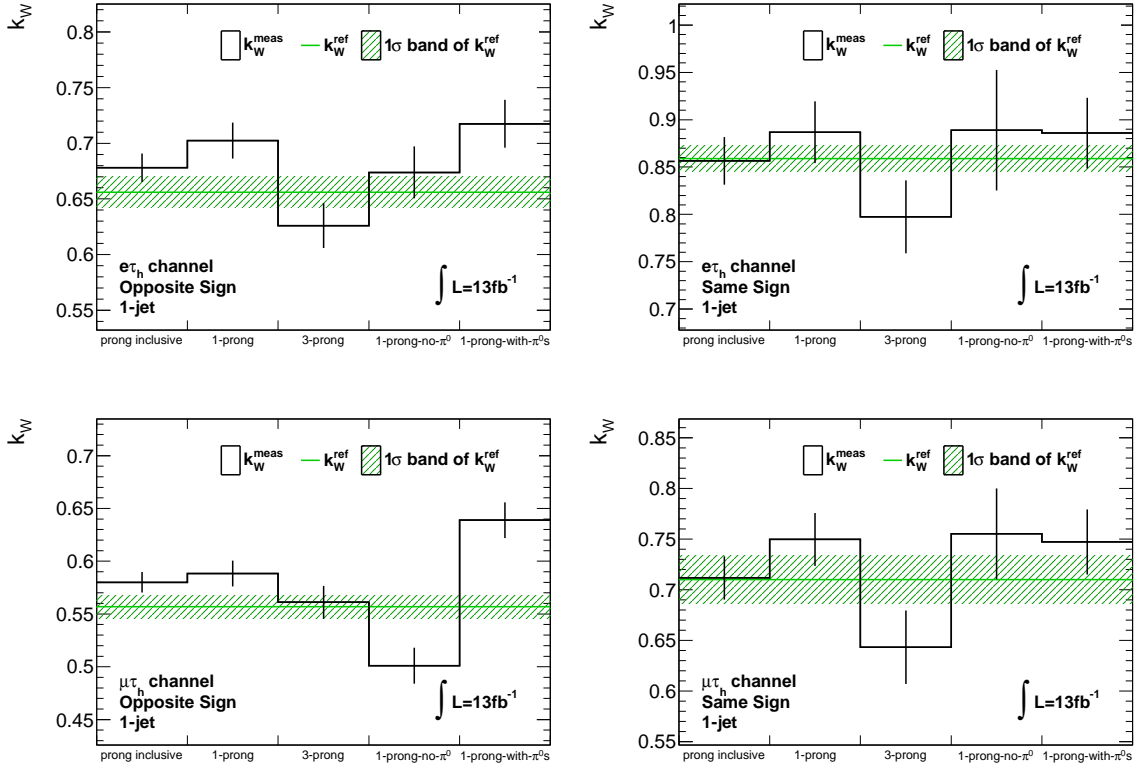 k_W
0.8
0.75
0.7
0.65
0.6
0.55
k_W^meas k_W^ref 1σ band of k_W^ref
eτ_h channel
Opposite Sign
1-jet
∫ L=13fb^-1
prong inclusive 1-prong 3-prong 1-prong-no-π^0 1-prong-with-π^0s
k_W
1
0.95
0.9
0.85
0.8
0.75
0.7
k_W^meas k_W^ref 1σ band of k_W^ref
eτ_h channel
Same Sign
1-jet
∫ L=13fb^-1
prong inclusive 1-prong 3-prong 1-prong-no-π^0 1-prong-with-π^0s
k_W
0.7
0.65
0.6
0.55
0.5
0.45
k_W^meas k_W^ref 1σ band of k_W^ref
μτ_h channel
Opposite Sign
1-jet
∫ L=13fb^-1
prong inclusive 1-prong 3-prong 1-prong-no-π^0 1-prong-with-π^0s
k_W
0.85
0.8
0.75
0.7
0.65
0.6
0.55
k_W^meas k_W^ref 1σ band of k_W^ref
μτ_h channel
Same Sign
1-jet
∫ L=13fb^-1
prong inclusive 1-prong 3-prong 1-prong-no-π^0 1-prong-with-π^0s